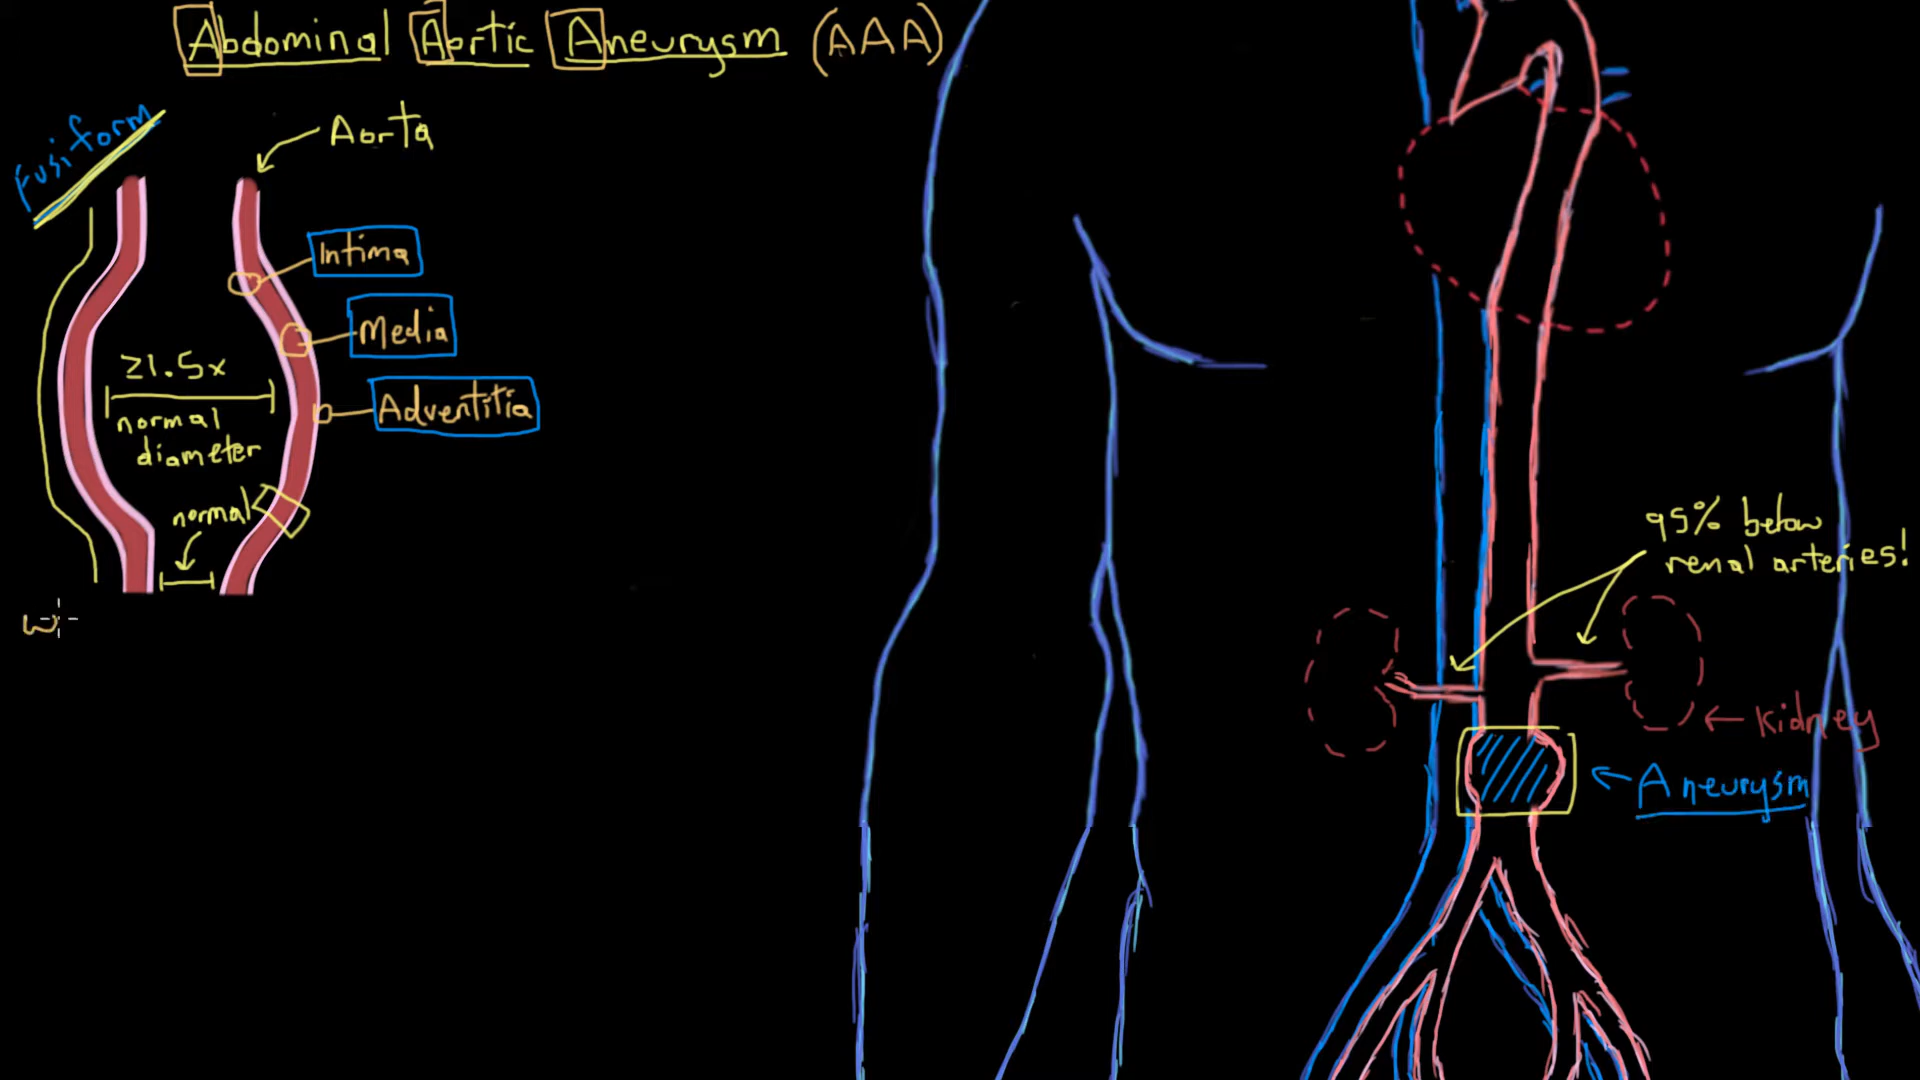 Abdominal Aortic Aneurysm (AAA)
Fusiform
Aorta
Intima
Media
Adventitia
≥1.5x
normal
diameter
normal
w
95% below
renal arteries!
← Kidney
← Aneurysm